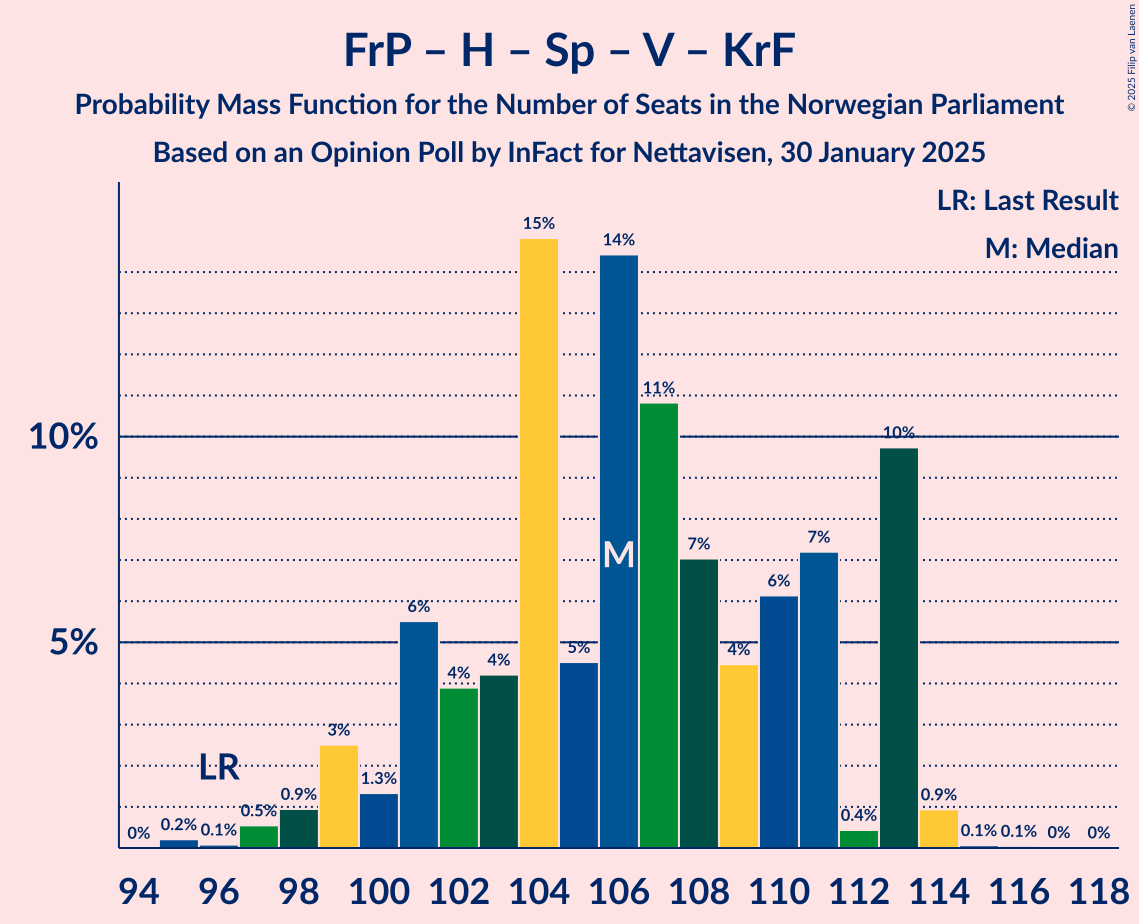 FrP – H – Sp – V – KrF
Probability Mass Function for the Number of Seats in the Norwegian Parliament
Based on an Opinion Poll by InFact for Nettavisen, 30 January 2025
© 2025 Filip van Laenen
LR: Last Result
M: Median
15%
14%
11%
10%
10%
7%
7%
M
6%
6%
5%
5%
4%
4%
4%
3%
LR
1.3%
0.9%
0.9%
0.5%
0.4%
0% 0.2% 0.1% 0.1% 0.1% 0% 0%
94 96 98 100 102 104 106 108 110 112 114 116 118